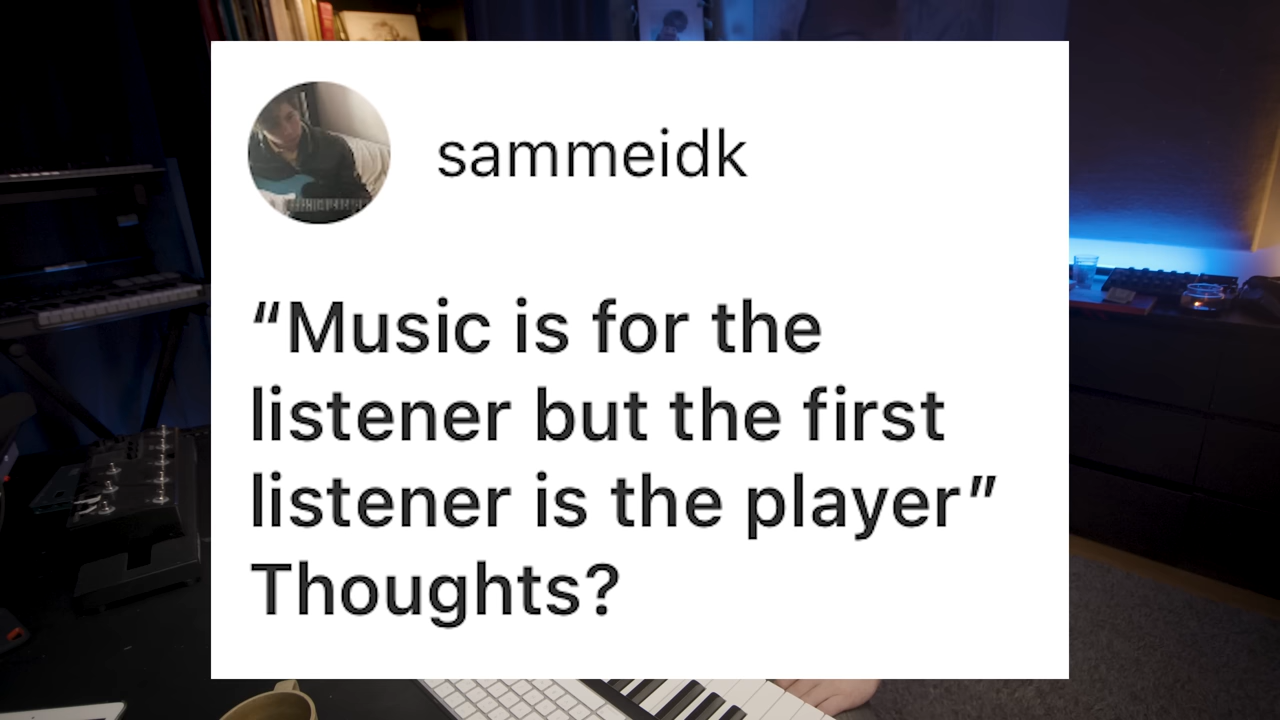 sammeidk
“Music is for the
listener but the first
listener is the player”
Thoughts?